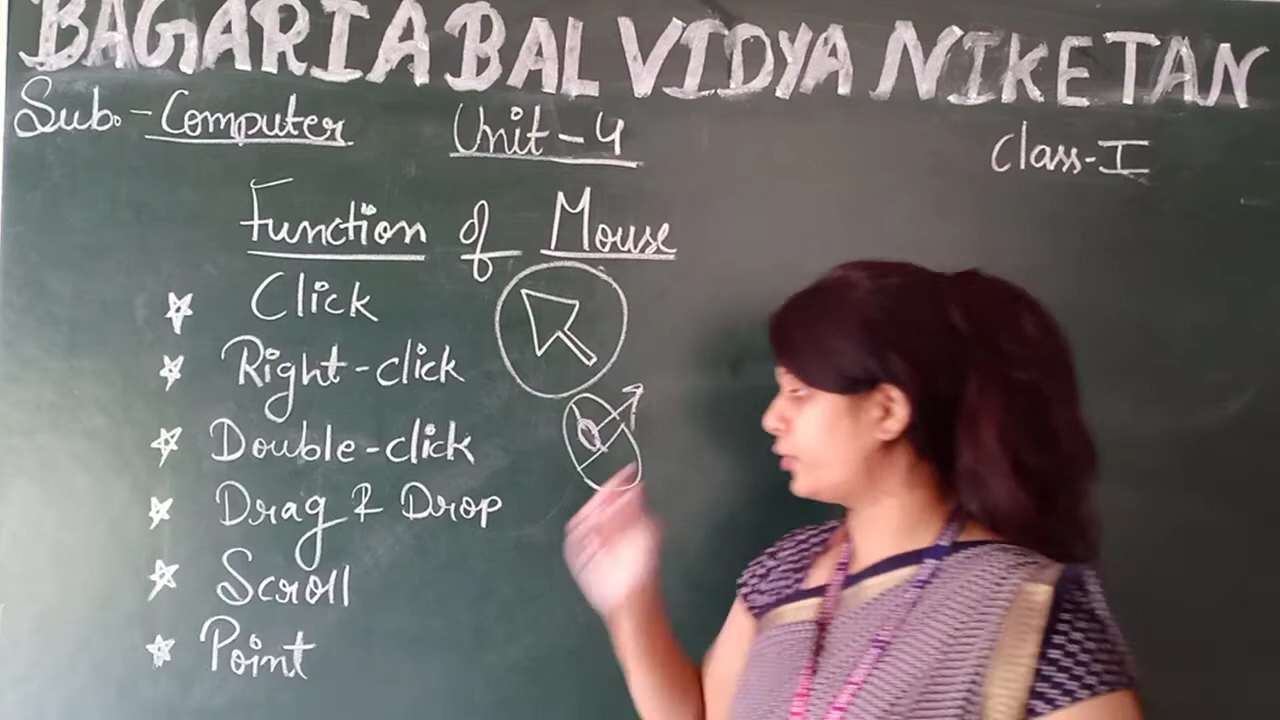 BAGARIA BAL VIDYA NIKETAN
Sub.- Computer Unit-4 Class-I
Function of Mouse
Click
Right-click
Double-click
Drag & Drop
Scroll
Point